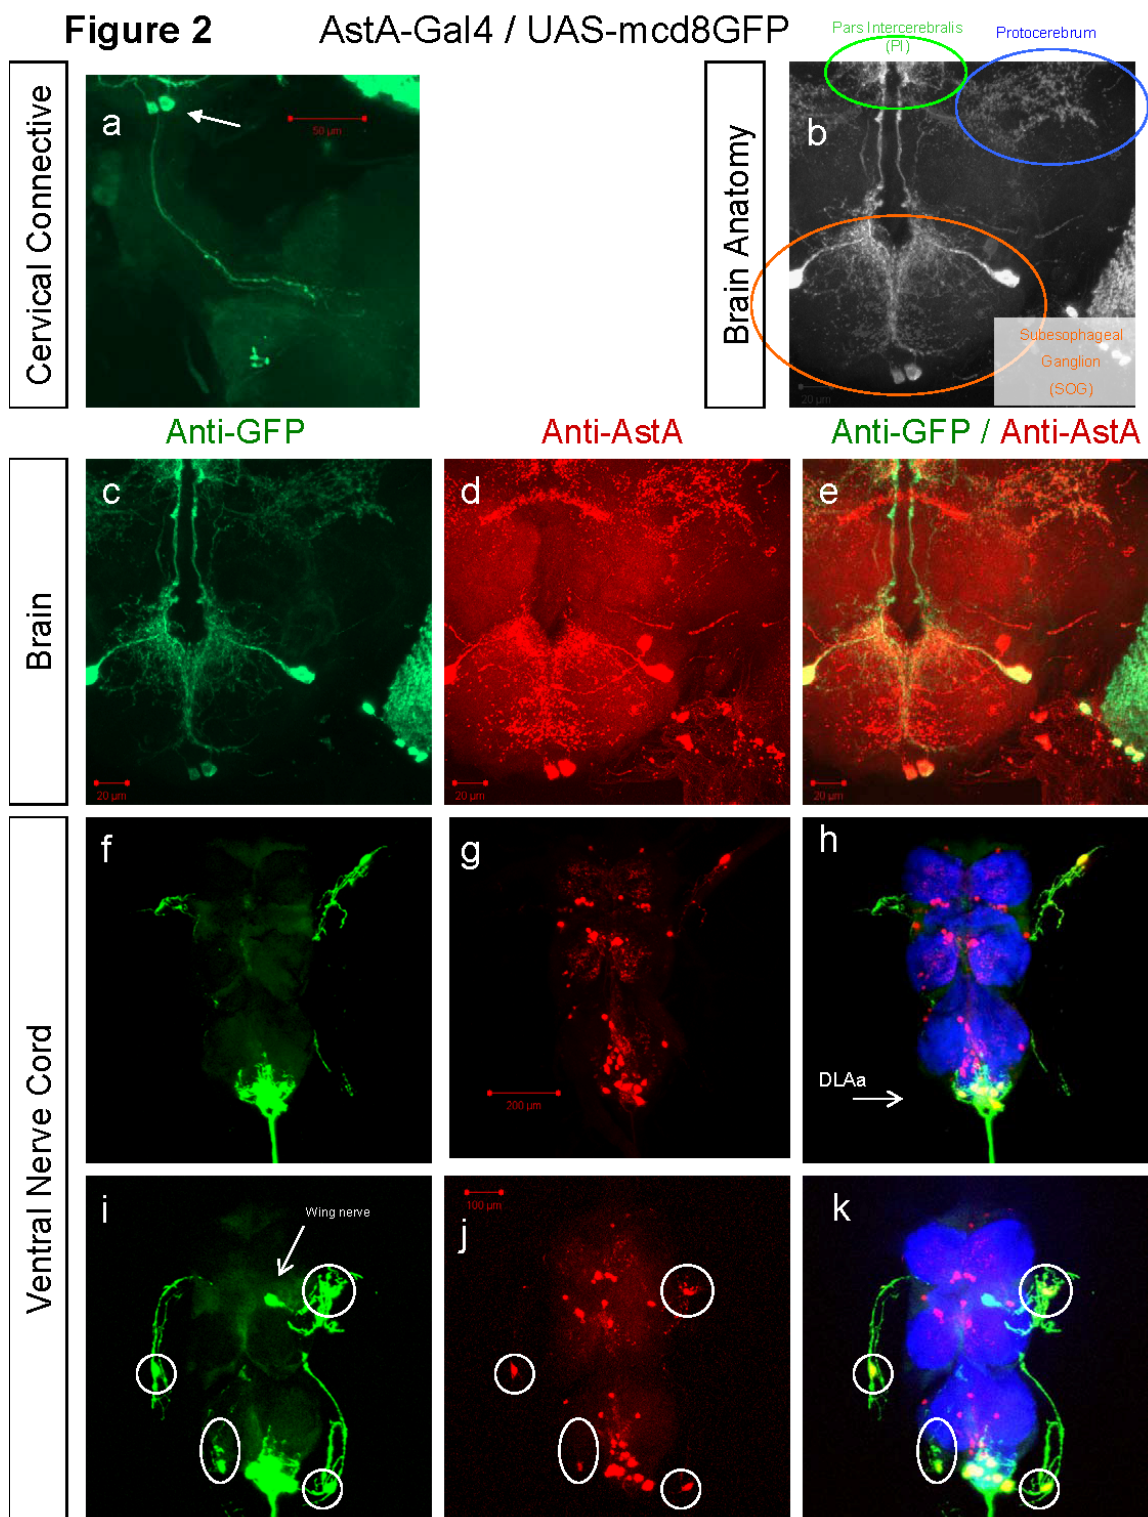 Figure 2
AstA-Gal4 / UAS-mcd8GFP
Cervical Connective
a
50 µm
Brain Anatomy
Pars Intercerebralis
(PI)
Protocerebrum
b
Subesophageal
Ganglion
(SOG)
20 µm
Anti-GFP
Anti-AstA
Anti-GFP / Anti-AstA
Brain
c
20 µm
d
20 µm
e
20 µm
Ventral Nerve Cord
f
g
200 µm
h
DLAa
i
Wing nerve
100 µm
j
k